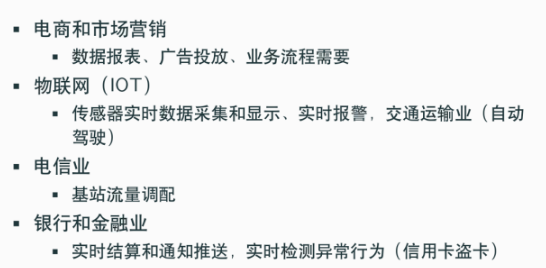 ▪ 电商和市场营销
▪ 数据报表、广告投放、业务流程需要
▪ 物联网（IOT）
▪ 传感器实时数据采集和显示、实时报警，交通运输业（自动
驾驶）
▪ 电信业
▪ 基站流量调配
▪ 银行和金融业
▪ 实时结算和通知推送，实时检测异常行为（信用卡盗卡）